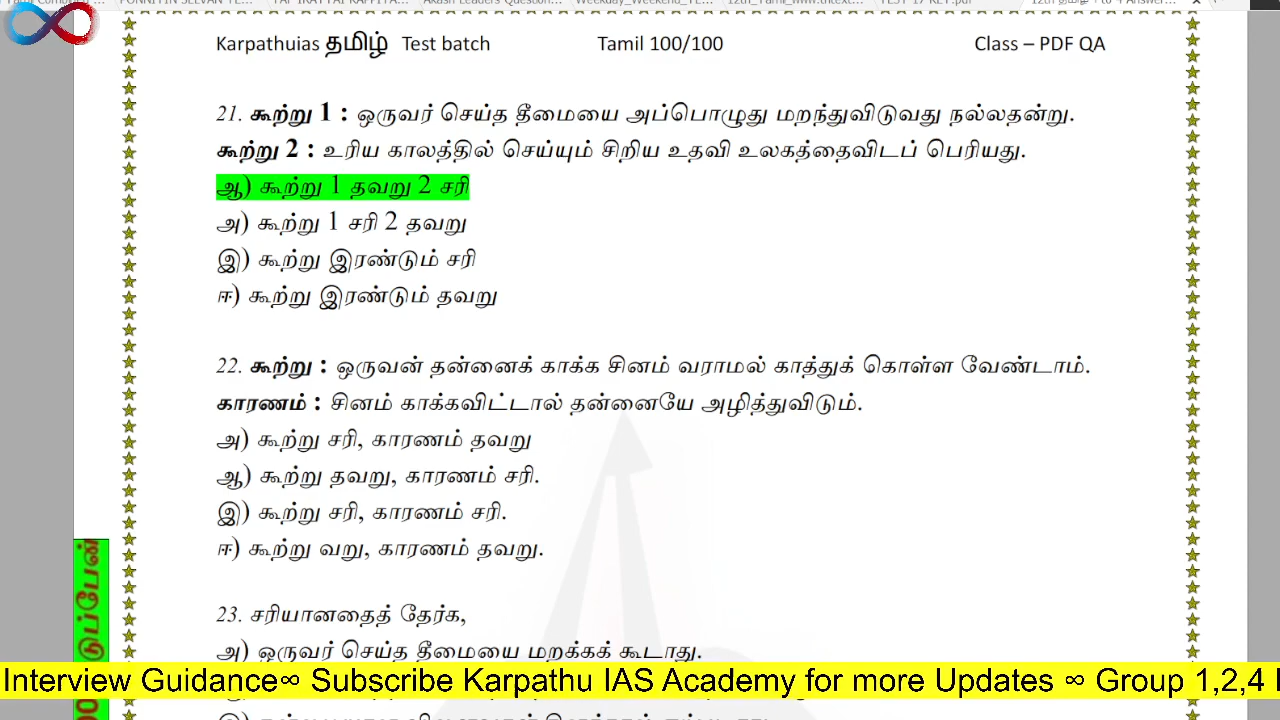 Karpathuias தமிழ் Test batch Tamil 100/100 Class – PDF QA
21. கூற்று 1 : ஒருவர் செய்த தீமையை அப்பொழுது மறந்துவிடுவது நல்லதன்று.
கூற்று 2 : உரிய காலத்தில் செய்யும் சிறிய உதவி உலகத்தைவிடப் பெரியது.
ஆ) கூற்று 1 தவறு 2 சரி
அ) கூற்று 1 சரி 2 தவறு
இ) கூற்று இரண்டும் சரி
ஈ) கூற்று இரண்டும் தவறு
22. கூற்று : ஒருவன் தன்னைக் காக்க சினம் வராமல் காத்துக் கொள்ள வேண்டாம்.
காரணம் : சினம் காக்கவிட்டால் தன்னையே அழித்துவிடும்.
அ) கூற்று சரி, காரணம் தவறு
ஆ) கூற்று தவறு, காரணம் சரி.
இ) கூற்று சரி, காரணம் சரி.
ஈ) கூற்று வறு, காரணம் தவறு.
23. சரியானதைத் தேர்க,
அ) ஒருவர் செய்த தீமையை மறக்கக் கூடாது.
Interview Guidance∞ Subscribe Karpathu IAS Academy for more Updates ∞ Group 1,2,4